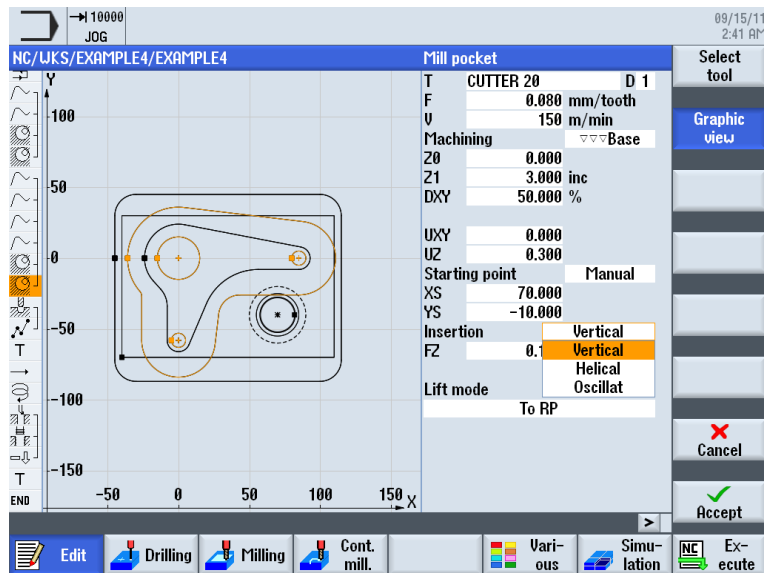 10000
JOG
09/15/11
2:41 AM
NC/WKS/EXAMPLE4/EXAMPLE4
Mill pocket
Select
tool
Y
T CUTTER 20 D 1
F 0.080 mm/tooth
V 150 m/min
Machining ▽▽▽Base
Z0 0.000
Z1 3.000 inc
DXY 50.000 %
UXY 0.000
UZ 0.300
Starting point Manual
XS 70.000
YS -10.000
Insertion Vertical
FZ 0.1 Vertical
Helical
Oscillat
Lift mode
To RP
Graphic
view
100
50
0
-50
-100
-150
-50 0 50 100 150 X
T
T
END
Cancel
Accept
>
Edit
Drilling
Milling
Cont.
mill.
Vari-
ous
Simu-
lation
NC
Ex-
ecute